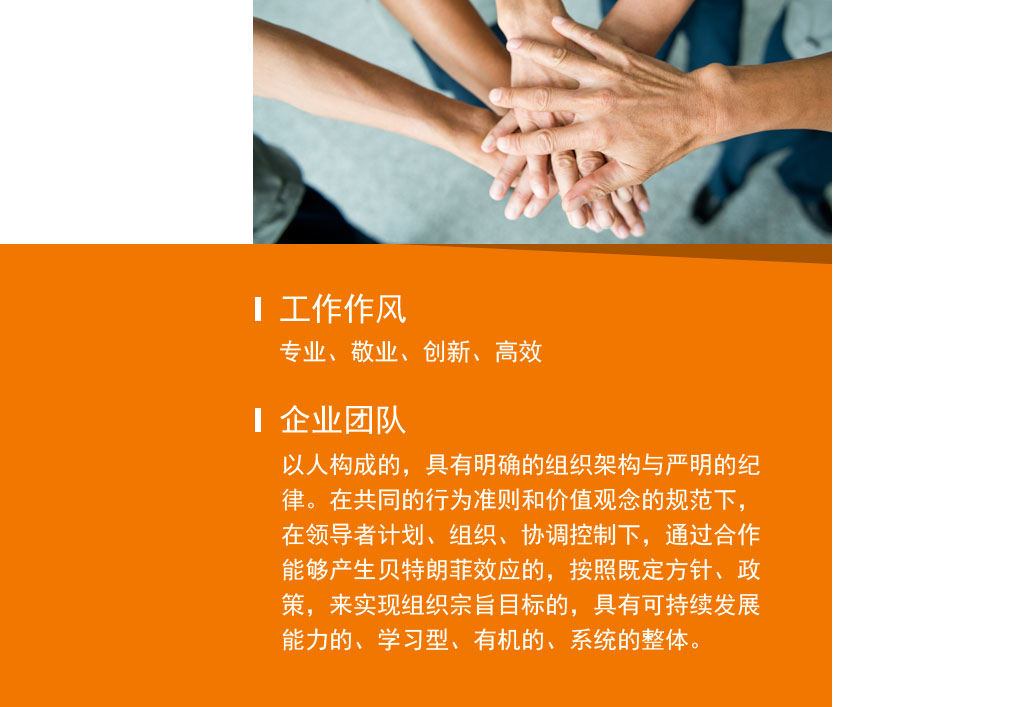 工作作风
专业、敬业、创新、高效
企业团队
以人构成的，具有明确的组织架构与严明的纪
律。在共同的行为准则和价值观念的规范下，
在领导者计划、组织、协调控制下，通过合作
能够产生贝特朗菲效应的，按照既定方针、政
策，来实现组织宗旨目标的，具有可持续发展
能力的、学习型、有机的、系统的整体。